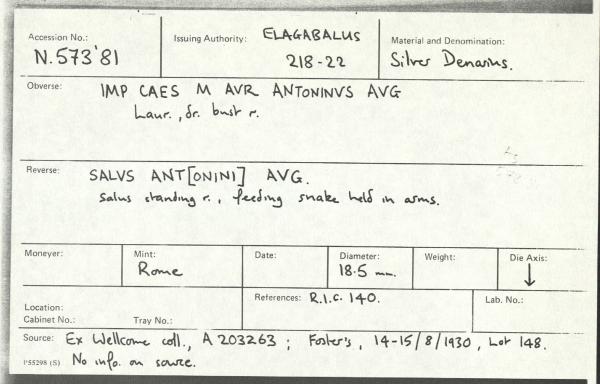 Accession No.: Issuing Authority: ELAGABALUS Material and Denomination:
N.573'81 218-22 Silver Denarius.
Obverse: IMP CAES M AVR ANTONINVS AVG
Laur., dr. bust r.
Reverse: SALVS ANT[ONINI] AVG.
Salus standing r., feeding snake held in arms.
Moneyer: Mint: Date: Diameter: Weight: Die Axis:
Rome 18.5 mm. ↓
Location: References: R.I.C. 140. Lab. No.:
Cabinet No.: Tray No.:
Source: Ex Wellcome coll., A 203263; Foster's, 14-15/8/1930, Lot 148.
P55298 (S) No info. on source.